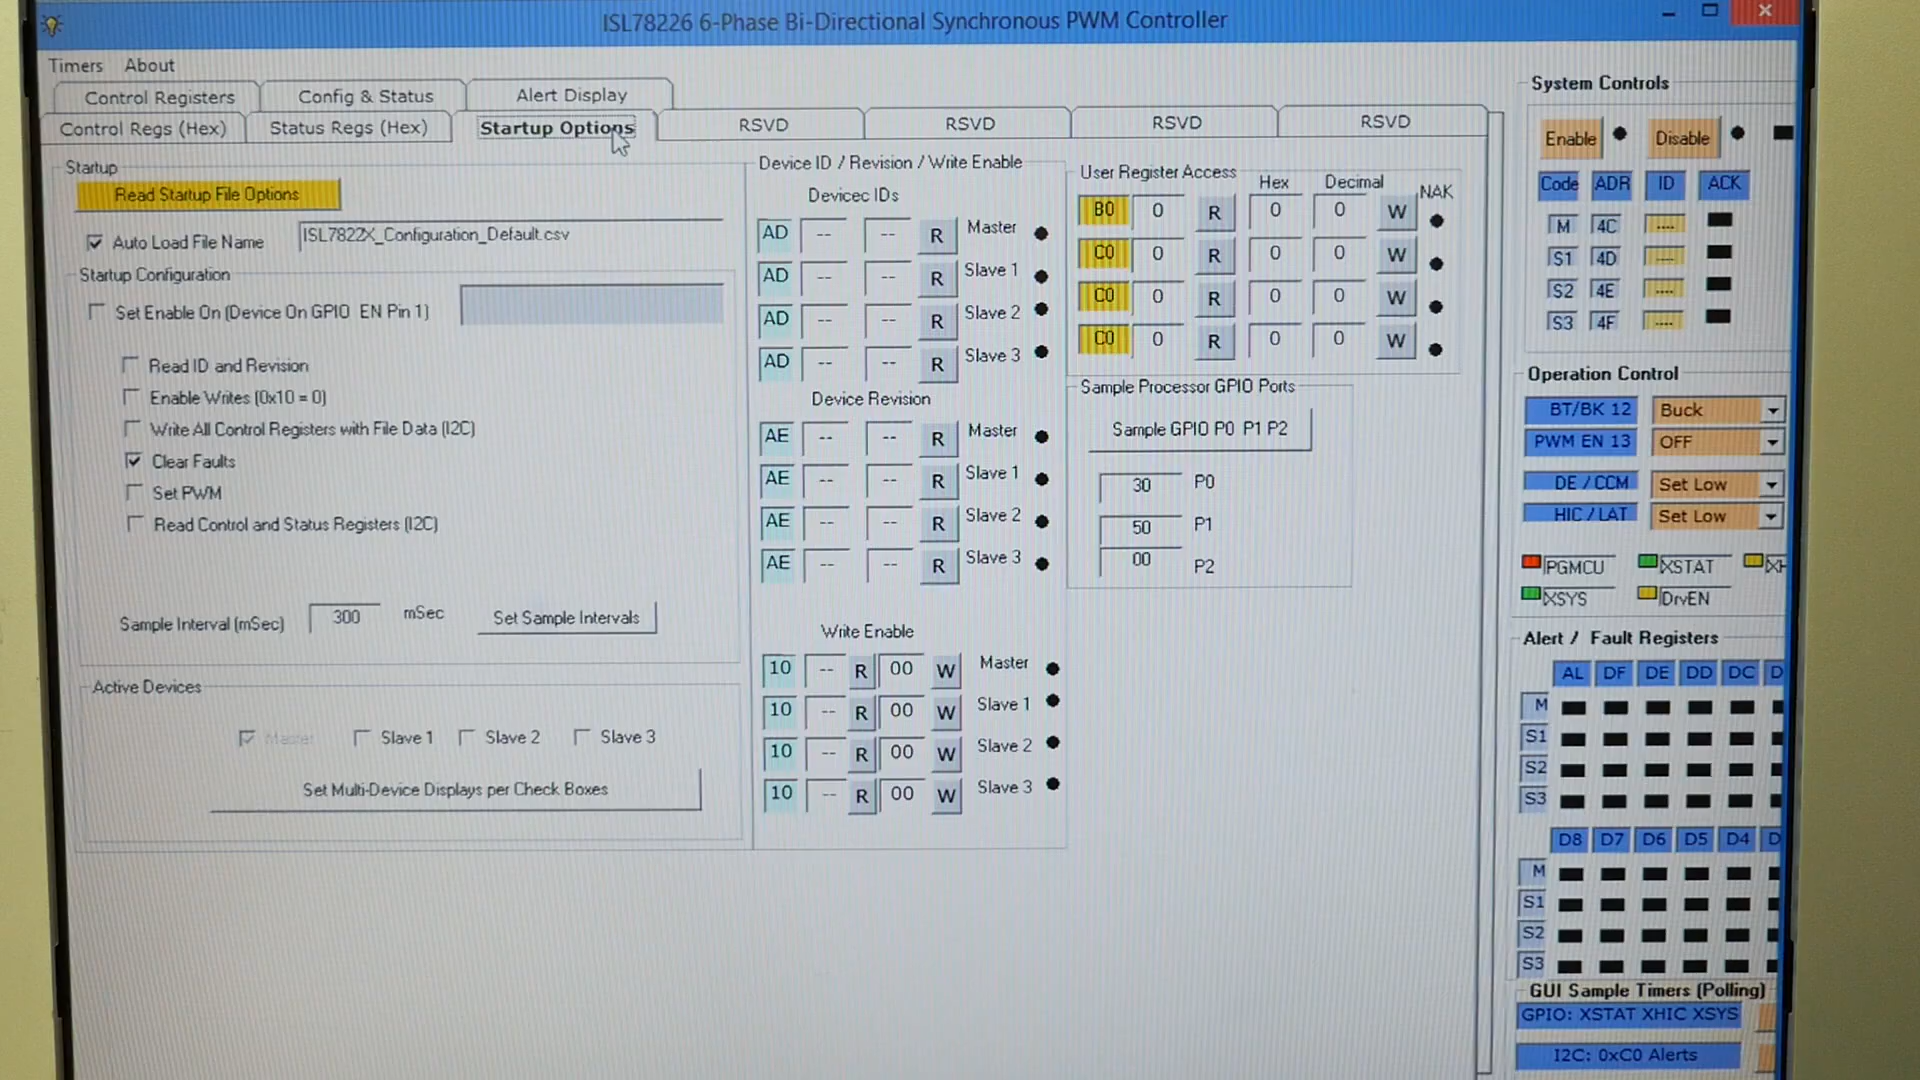 ISL78226 6-Phase Bi-Directional Synchronous PWM Controller
Timers About
Control Registers Config & Status Alert Display
Control Regs (Hex) Status Regs (Hex) Startup Options RSVD RSVD RSVD RSVD
Startup
Read Startup File Options
Auto Load File Name ISL7822X_Configuration_Default.csv
Startup Configuration
Set Enable On (Device On GPIO EN Pin 1)
Read ID and Revision
Enable Writes (0x10 = 0)
Write All Control Registers with File Data (I2C)
Clear Faults
Set PWM
Read Control and Status Registers (I2C)
Sample Interval (mSec) 300 mSec Set Sample Intervals
Active Devices
Master Slave 1 Slave 2 Slave 3
Set Multi-Device Displays per Check Boxes
Device ID / Revision / Write Enable
Devicec IDs
AD -- -- R Master
AD -- -- R Slave 1
AD -- -- R Slave 2
AD -- -- R Slave 3
Device Revision
AE -- -- R Master
AE -- -- R Slave 1
AE -- -- R Slave 2
AE -- -- R Slave 3
Write Enable
10 -- R 00 W Master
10 -- R 00 W Slave 1
10 -- R 00 W Slave 2
10 -- R 00 W Slave 3
User Register Access Hex Decimal NAK
B0 0 R 0 0 W
C0 0 R 0 0 W
C0 0 R 0 0 W
C0 0 R 0 0 W
Sample Processor GPIO Ports
Sample GPIO P0 P1 P2
30 P0
50 P1
00 P2
System Controls
Enable Disable
Code ADR ID ACK
M 4C ----
S1 4D ----
S2 4E ----
S3 4F ----
Operation Control
BT/BK 12 Buck
PWM EN 13 OFF
DE / CCM Set Low
HIC / LAT Set Low
PGMCU XSTAT
XSYS DrvEN
Alert / Fault Registers
AL DF DE DD DC
M
S1
S2
S3
D8 D7 D6 D5 D4
M
S1
S2
S3
GUI Sample Timers (Polling)
GPIO: XSTAT XHIC XSYS
I2C: 0xC0 Alerts